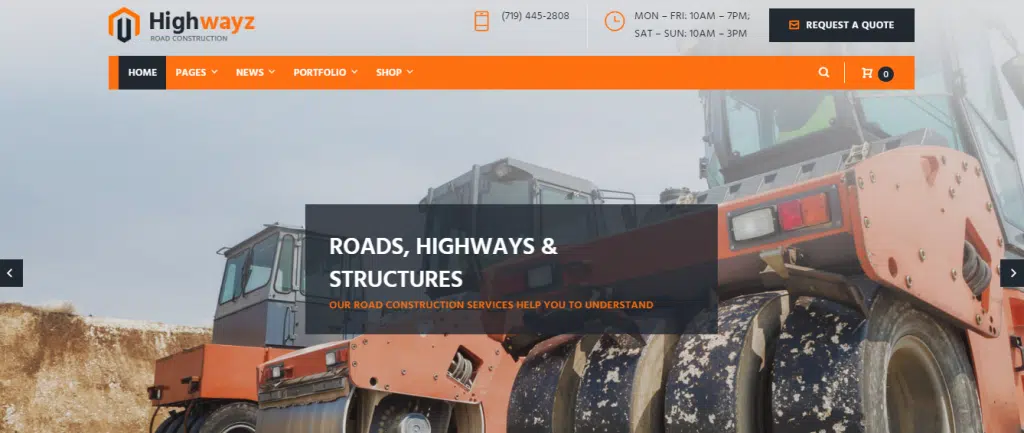 Highwayz
ROAD CONSTRUCTION
(719) 445-2808
MON – FRI: 10AM – 7PM;
SAT – SUN: 10AM – 3PM
REQUEST A QUOTE
HOME PAGES NEWS PORTFOLIO SHOP
0
ROADS, HIGHWAYS &
STRUCTURES
OUR ROAD CONSTRUCTION SERVICES HELP YOU TO UNDERSTAND